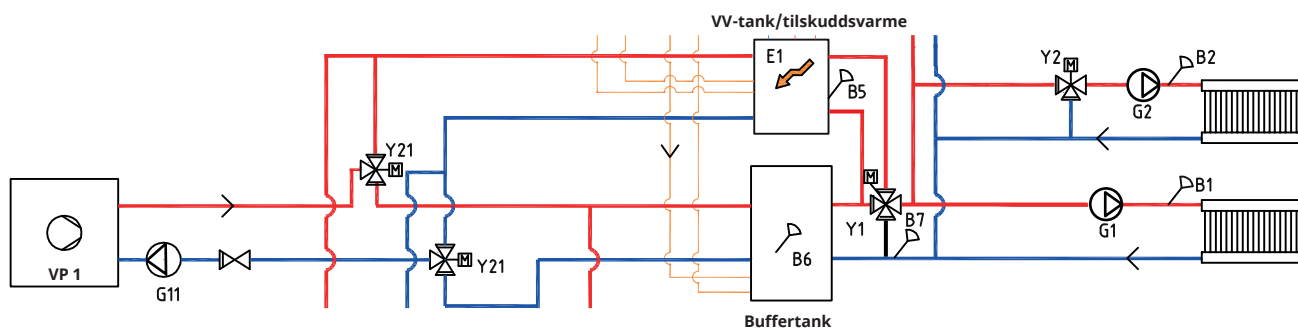 VV-tank/tilskuddsvarme
E1
B5
Y2
M
B2
G2
Y21
M
M
Y1
B7
B1
G1
VP 1
G11
M
Y21
B6
Buffertank